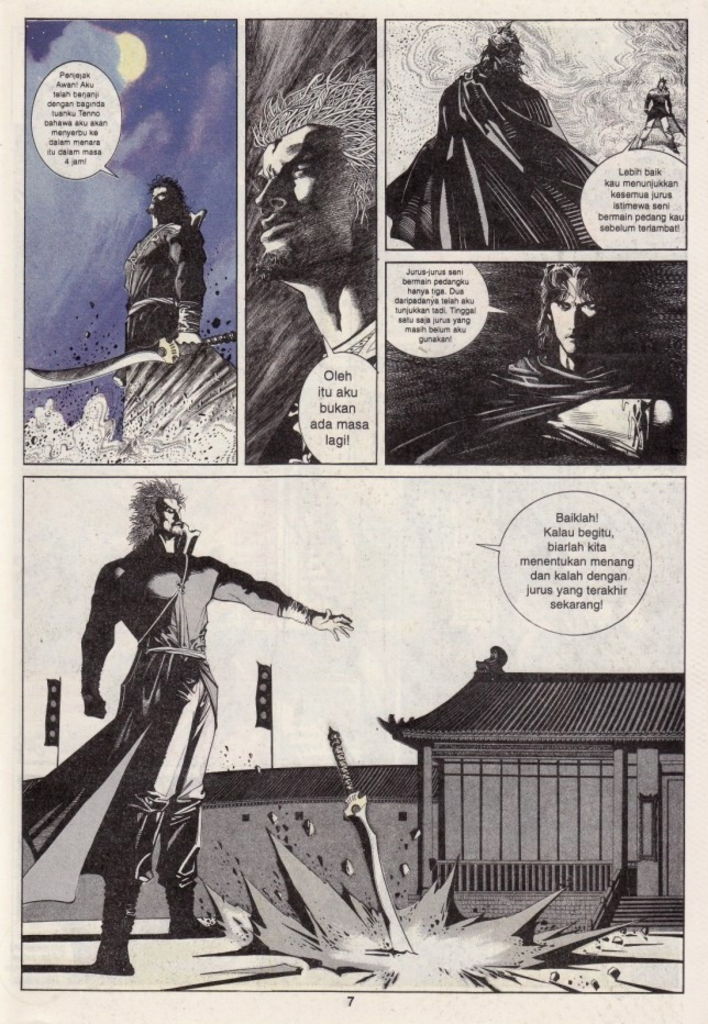 Penjejak
Awan! Aku
telah berjanji
dengan baginda
tuanku Tenno
bahawa aku akan
menyerbu ke
dalam menara
itu dalam masa
4 jam!
Oleh
itu aku
bukan
ada masa
lagi!
Lebih baik
kau menunjukkan
kesemua jurus
istimewa seni
bermain pedang kau
sebelum terlambat!
Jurus-jurus seni
bermain pedangku
hanya tiga. Dua
daripadanya telah aku
tunjukkan tadi. Tinggal
satu saja jurus yang
masih belum aku
gunakan!
Baiklah!
Kalau begitu,
biarlah kita
menentukan menang
dan kalah dengan
jurus yang terakhir
sekarang!
7